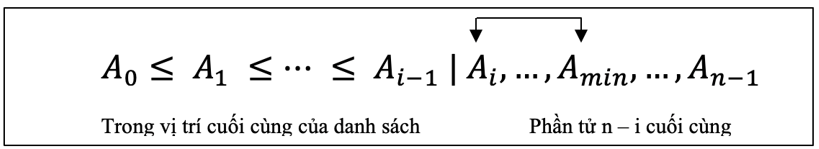 A₀ ≤ A₁ ≤ ⋯ ≤ Aᵢ₋₁ | Aᵢ, …, Aₘᵢₙ, …, Aₙ₋₁
Trong vị trí cuối cùng của danh sách Phần tử n – i cuối cùng